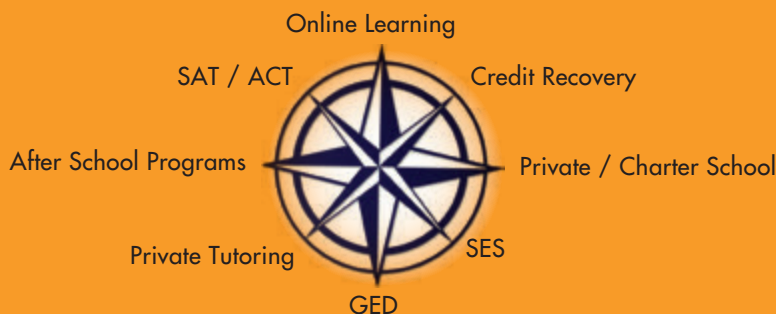 Online Learning
SAT / ACT
Credit Recovery
After School Programs
Private / Charter School
Private Tutoring
SES
GED